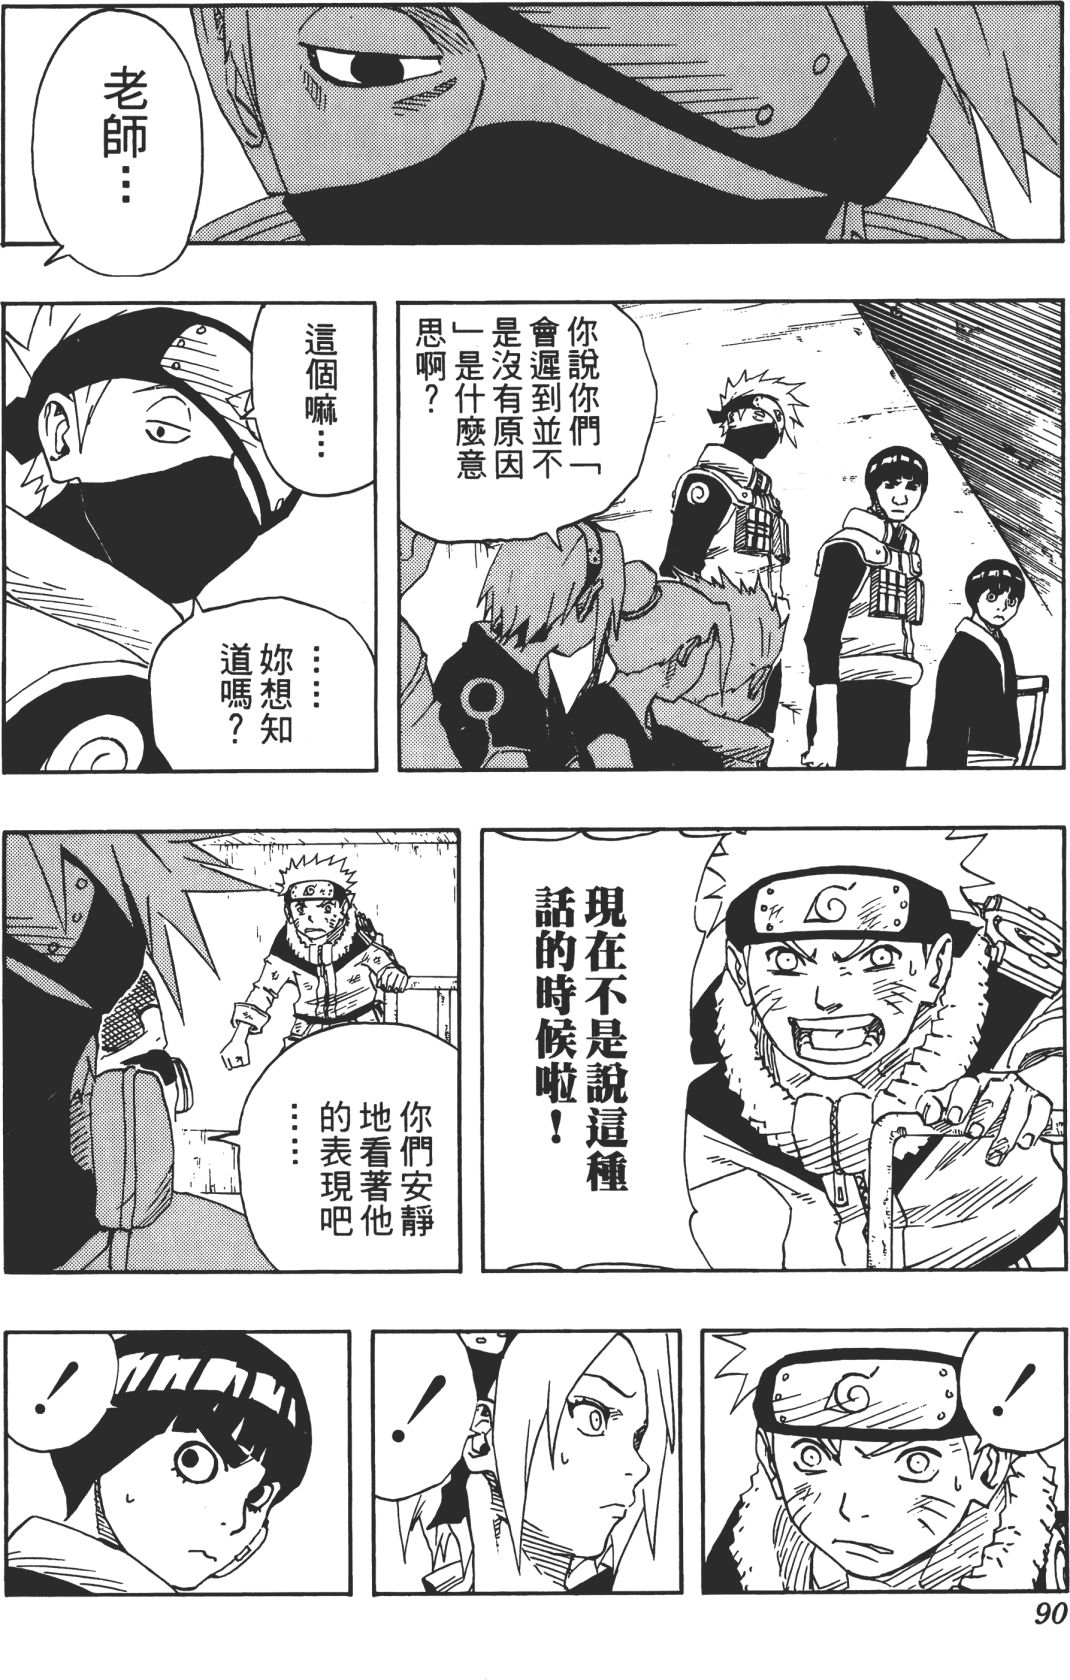 老師⋯
你說你們「
會遲到並不
是沒有原因
」是什麼意
思啊？
這個嘛⋯
⋯⋯
妳想知
道嗎？
現在不是說這種
話的時候啦！
你們安靜
地看著他
的表現吧
⋯⋯
！
！
！
90